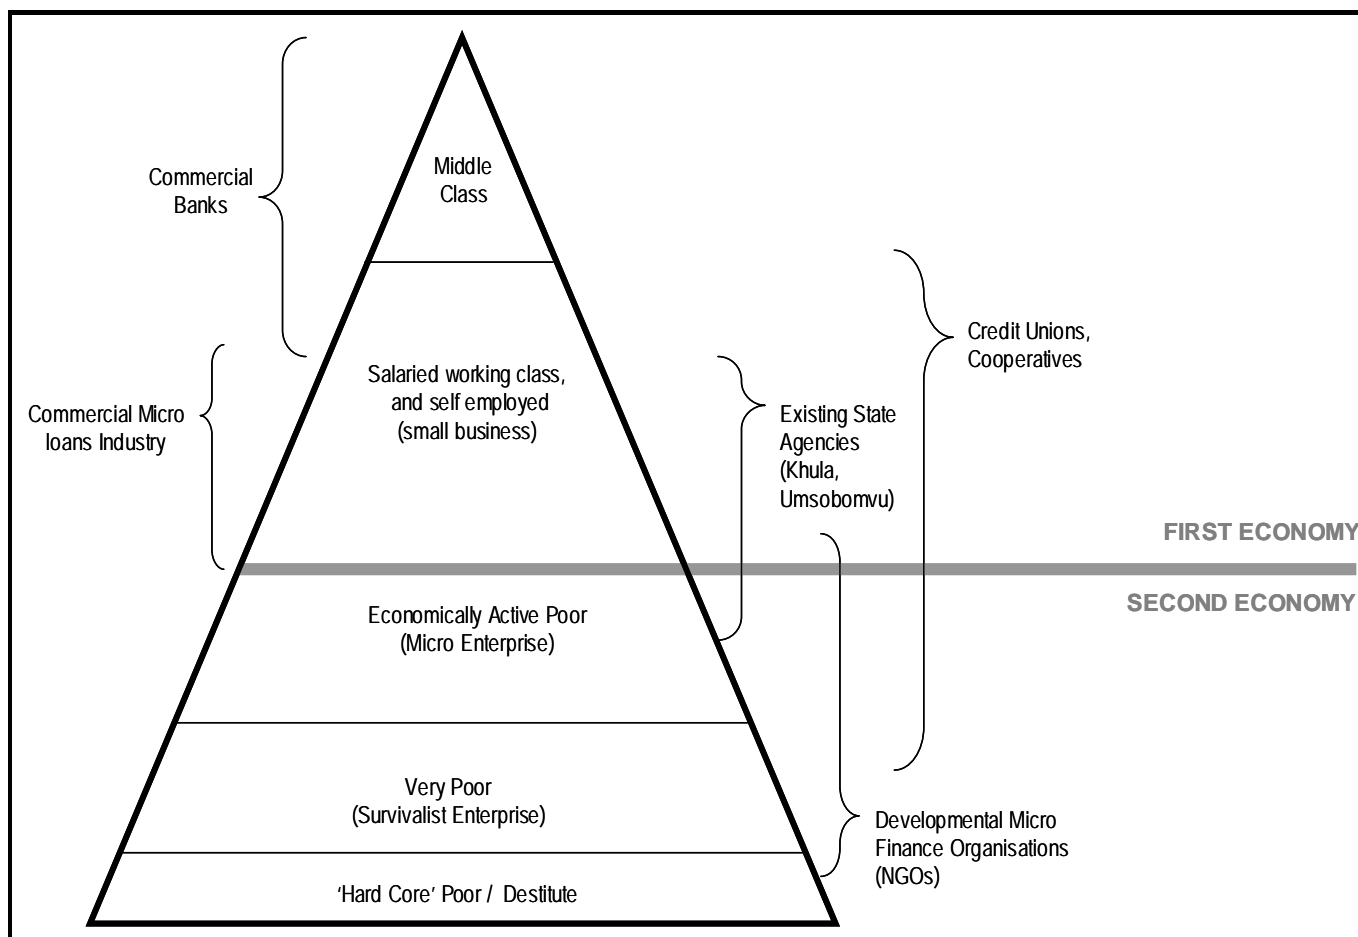 Middle
Class
Commercial
Banks
Credit Unions,
Cooperatives
Salaried working class,
and self employed
(small business)
Commercial Micro
loans Industry
Existing State
Agencies
(Khula,
Umsobomvu)
FIRST ECONOMY
SECOND ECONOMY
Economically Active Poor
(Micro Enterprise)
Very Poor
(Survivalist Enterprise)
Developmental Micro
Finance Organisations
(NGOs)
‘Hard Core’ Poor / Destitute